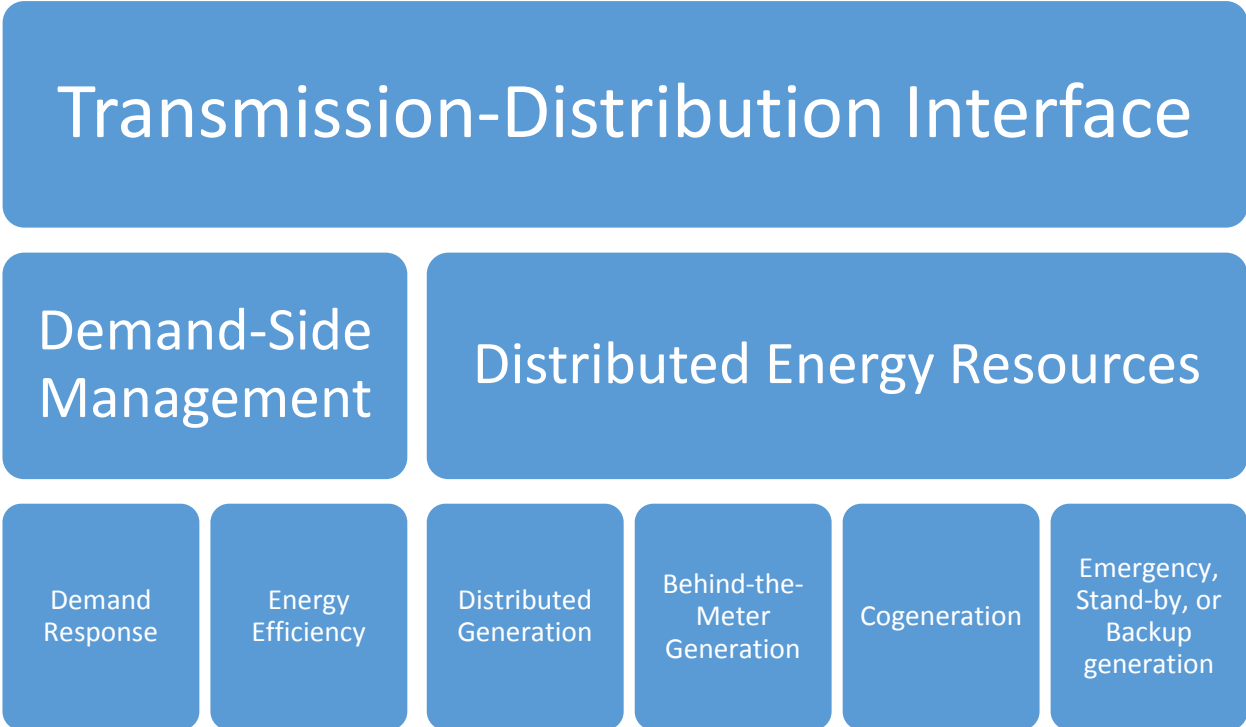 Transmission-Distribution Interface
Demand-Side
Management
Distributed Energy Resources
Demand
Response
Energy
Efficiency
Distributed
Generation
Behind-the-
Meter
Generation
Cogeneration
Emergency,
Stand-by, or
Backup
generation